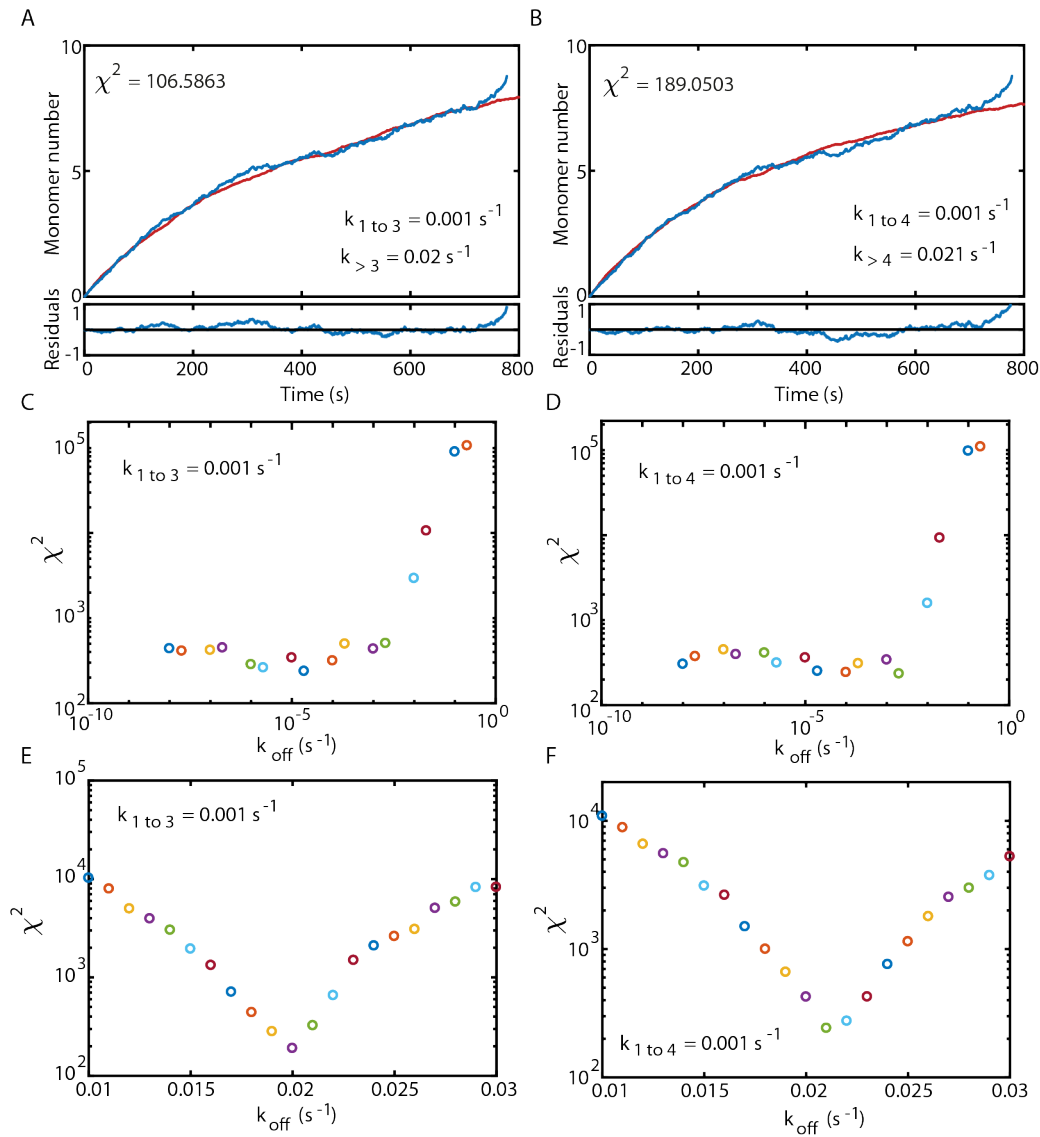 A
10
χ² = 106.5863
Monomer number
5
k 1 to 3 = 0.001 s⁻¹
k > 3 = 0.02 s⁻¹
0
Residuals
1
-1
0 200 400 600 800
Time (s)
B
10
χ² = 189.0503
Monomer number
5
k 1 to 4 = 0.001 s⁻¹
k > 4 = 0.021 s⁻¹
0
Residuals
1
-1
0 200 400 600 800
Time (s)
C
10⁵
k 1 to 3 = 0.001 s⁻¹
χ²
10³
10²
10⁻¹⁰ 10⁻⁵ 10⁰
k off (s⁻¹)
D
10⁵
k 1 to 4 = 0.001 s⁻¹
χ²
10³
10²
10⁻¹⁰ 10⁻⁵ 10⁰
k off (s⁻¹)
E
10⁵
k 1 to 3 = 0.001 s⁻¹
10⁴
χ²
10³
10²
0.01 0.015 0.02 0.025 0.03
k off (s⁻¹)
F
10⁴
χ²
10³
k 1 to 4 = 0.001 s⁻¹
10²
0.01 0.015 0.02 0.025 0.03
k off (s⁻¹)